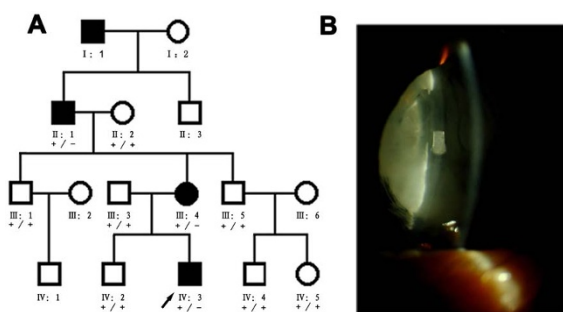 A
B
I: 1
I: 2
II: 1
+ / -
II: 2
+ / +
II: 3
III: 1
+ / +
III: 2
III: 3
+ / +
III: 4
+ / -
III: 5
+ / +
III: 6
IV: 1
IV: 2
+ / +
IV: 3
+ / -
IV: 4
+ / +
IV: 5
+ / +